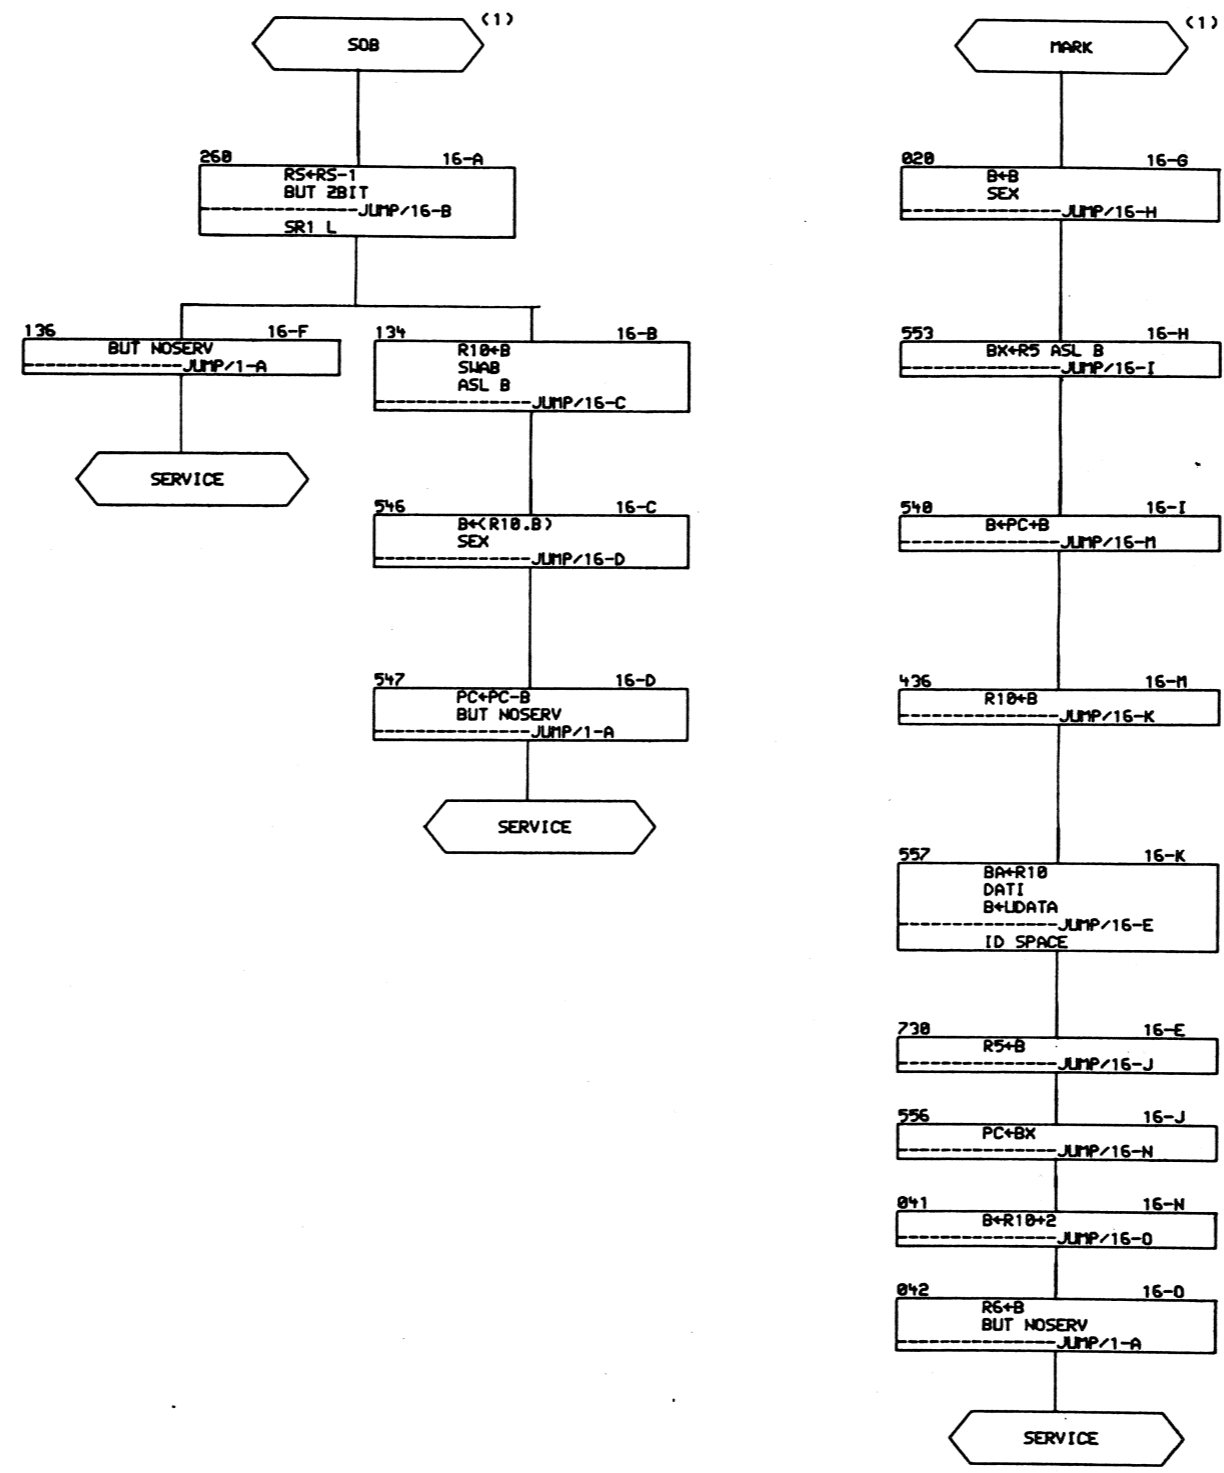 (1)
SOB
260 16-A
RS←RS-1
BUT ZBIT
----------------JUMP/16-B
SR1 L
136 16-F
BUT NOSERV
----------------JUMP/1-A
SERVICE
134 16-B
R10←B
SWAB
ASL B
----------------JUMP/16-C
546 16-C
B←(R10.B)
SEX
----------------JUMP/16-D
547 16-D
PC←PC-B
BUT NOSERV
----------------JUMP/1-A
SERVICE
(1)
MARK
020 16-G
B←B
SEX
----------------JUMP/16-H
553 16-H
BX←R5 ASL B
----------------JUMP/16-I
540 16-I
B←PC+B
----------------JUMP/16-M
436 16-M
R10←B
----------------JUMP/16-K
557 16-K
BA←R10
DATI
B←UDATA
----------------JUMP/16-E
ID SPACE
730 16-E
R5←B
----------------JUMP/16-J
556 16-J
PC←BX
----------------JUMP/16-N
041 16-N
B←R10+2
----------------JUMP/16-O
042 16-O
R6←B
BUT NOSERV
----------------JUMP/1-A
SERVICE